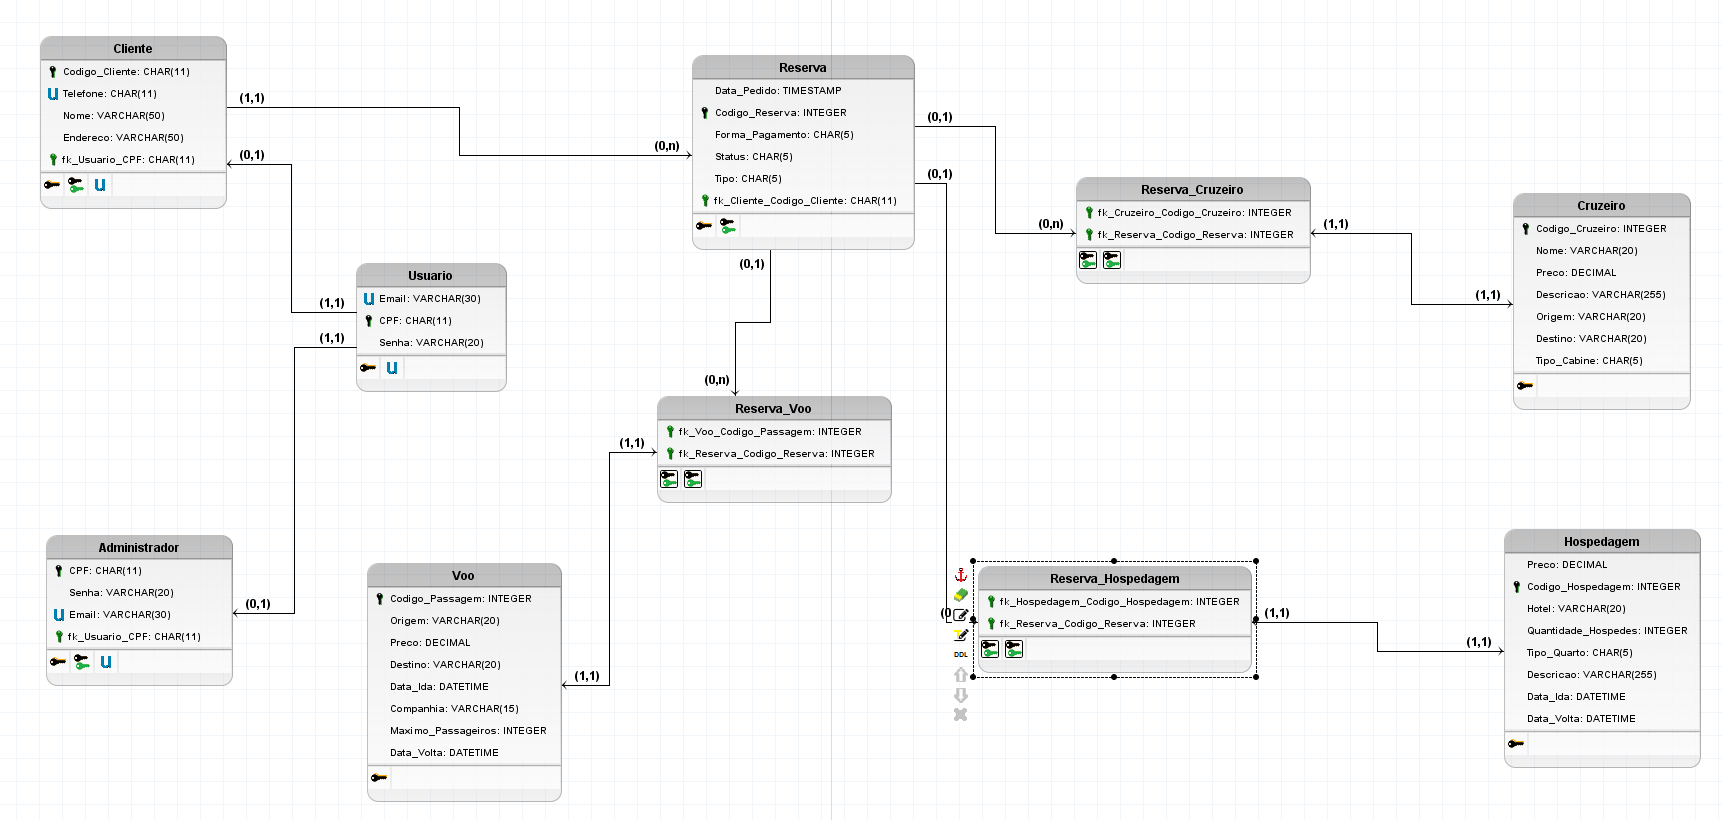 Cliente
Codigo_Cliente: CHAR(11)
Telefone: CHAR(11)
Nome: VARCHAR(50)
Endereco: VARCHAR(50)
fk_Usuario_CPF: CHAR(11)
(1,1)
(0,1)
(0,n)
Reserva
Data_Pedido: TIMESTAMP
Codigo_Reserva: INTEGER
Forma_Pagamento: CHAR(5)
Status: CHAR(5)
Tipo: CHAR(5)
fk_Cliente_Codigo_Cliente: CHAR(11)
(0,1)
(0,1)
(0,1)
(0,n)
Reserva_Cruzeiro
fk_Cruzeiro_Codigo_Cruzeiro: INTEGER
fk_Reserva_Codigo_Reserva: INTEGER
(1,1)
(1,1)
Cruzeiro
Codigo_Cruzeiro: INTEGER
Nome: VARCHAR(20)
Preco: DECIMAL
Descricao: VARCHAR(255)
Origem: VARCHAR(20)
Destino: VARCHAR(20)
Tipo_Cabine: CHAR(5)
Usuario
Email: VARCHAR(30)
CPF: CHAR(11)
Senha: VARCHAR(20)
(1,1)
(1,1)
(0,n)
Reserva_Voo
fk_Voo_Codigo_Passagem: INTEGER
fk_Reserva_Codigo_Reserva: INTEGER
(1,1)
Administrador
CPF: CHAR(11)
Senha: VARCHAR(20)
Email: VARCHAR(30)
fk_Usuario_CPF: CHAR(11)
(0,1)
Voo
Codigo_Passagem: INTEGER
Origem: VARCHAR(20)
Preco: DECIMAL
Destino: VARCHAR(20)
Data_Ida: DATETIME
Companhia: VARCHAR(15)
Maximo_Passageiros: INTEGER
Data_Volta: DATETIME
(1,1)
(0
DDL
Reserva_Hospedagem
fk_Hospedagem_Codigo_Hospedagem: INTEGER
fk_Reserva_Codigo_Reserva: INTEGER
(1,1)
(1,1)
Hospedagem
Preco: DECIMAL
Codigo_Hospedagem: INTEGER
Hotel: VARCHAR(20)
Quantidade_Hospedes: INTEGER
Tipo_Quarto: CHAR(5)
Descricao: VARCHAR(255)
Data_Ida: DATETIME
Data_Volta: DATETIME